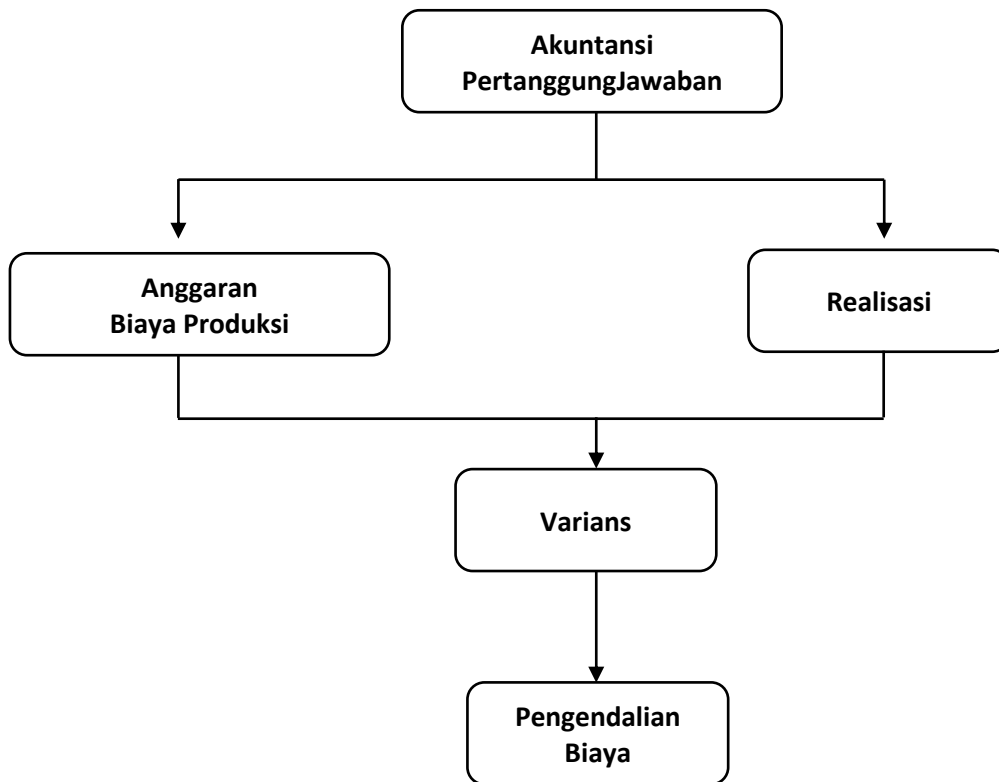 Akuntansi
PertanggungJawaban
Anggaran
Biaya Produksi
Realisasi
Varians
Pengendalian
Biaya